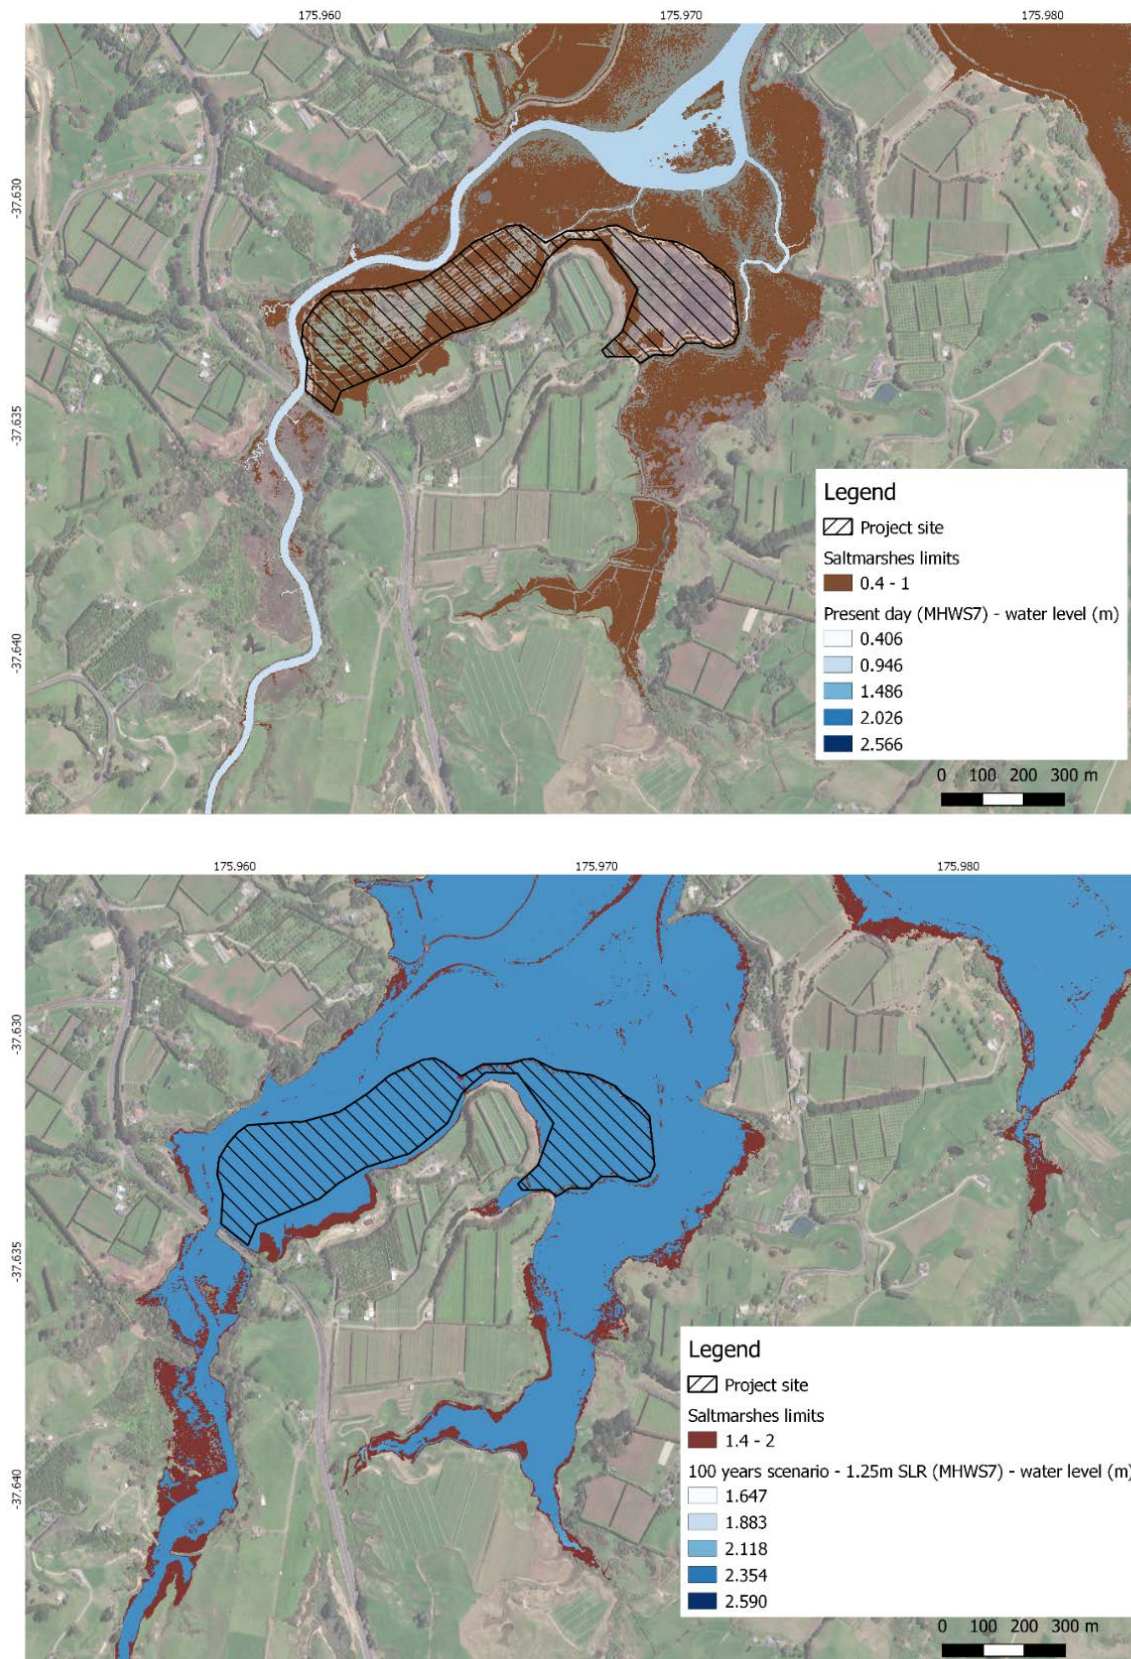 175.960 175.970 175.980
-37.630
-37.635
-37.640
Legend
Project site
Saltmarshes limits
0.4 - 1
Present day (MHWS7) - water level (m)
0.406
0.946
1.486
2.026
2.566
0 100 200 300 m
175.960 175.970 175.980
-37.630
-37.635
-37.640
Legend
Project site
Saltmarshes limits
1.4 - 2
100 years scenario - 1.25m SLR (MHWS7) - water level (m)
1.647
1.883
2.118
2.354
2.590
0 100 200 300 m